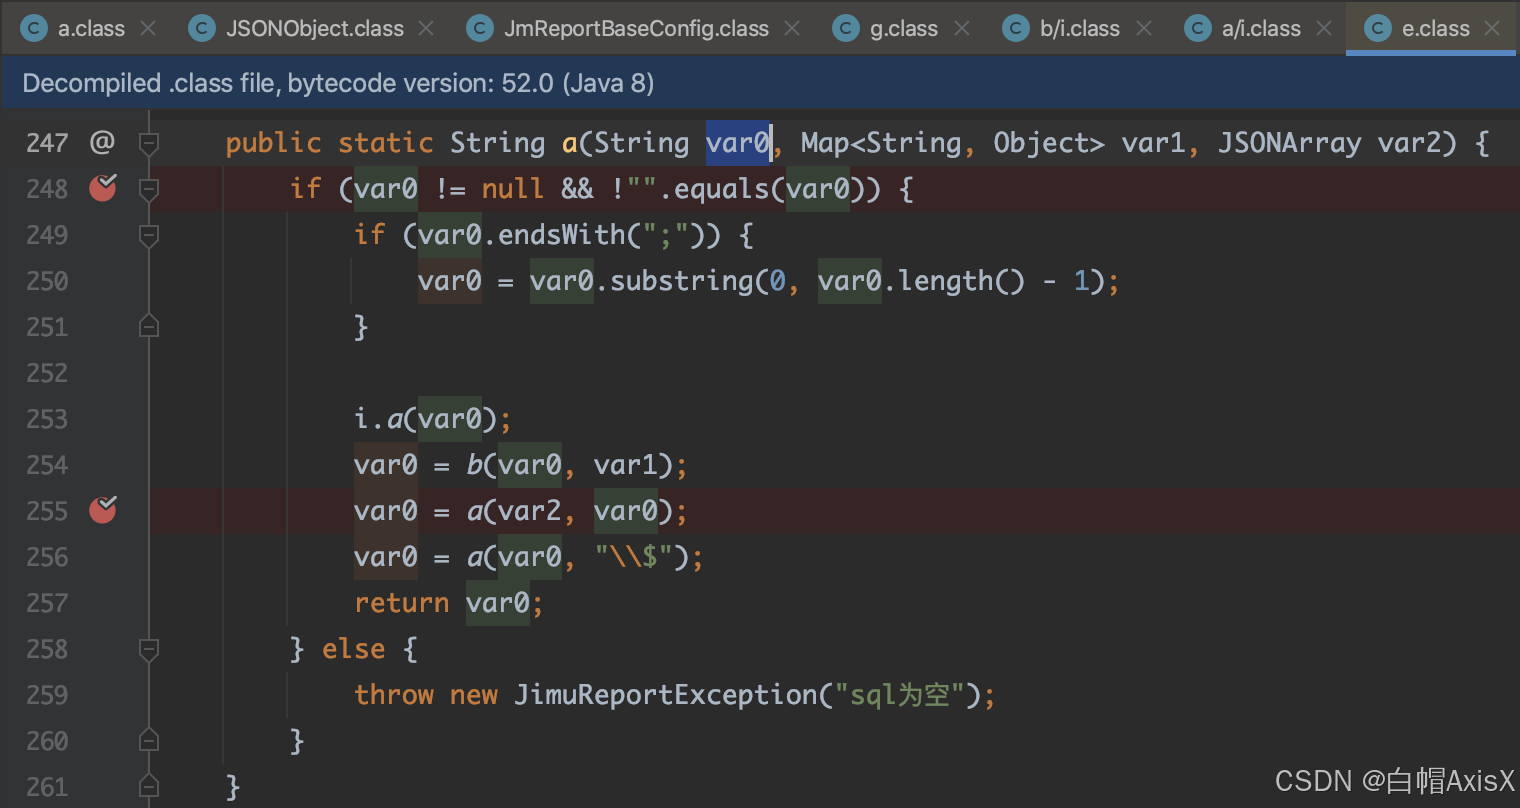 a.class JSONObject.class JmReportBaseConfig.class g.class b/i.class a/i.class e.class
Decompiled .class file, bytecode version: 52.0 (Java 8)
247 @ public static String a(String var0, Map<String, Object> var1, JSONArray var2) {
248 if (var0 != null && !"".equals(var0)) {
249 if (var0.endsWith(";")) {
250 var0 = var0.substring(0, var0.length() - 1);
251 }
252
253 i.a(var0);
254 var0 = b(var0, var1);
255 var0 = a(var2, var0);
256 var0 = a(var0, "\\$");
257 return var0;
258 } else {
259 throw new JimuReportException("sql为空");
260 }
261 }
CSDN @白帽AxisX